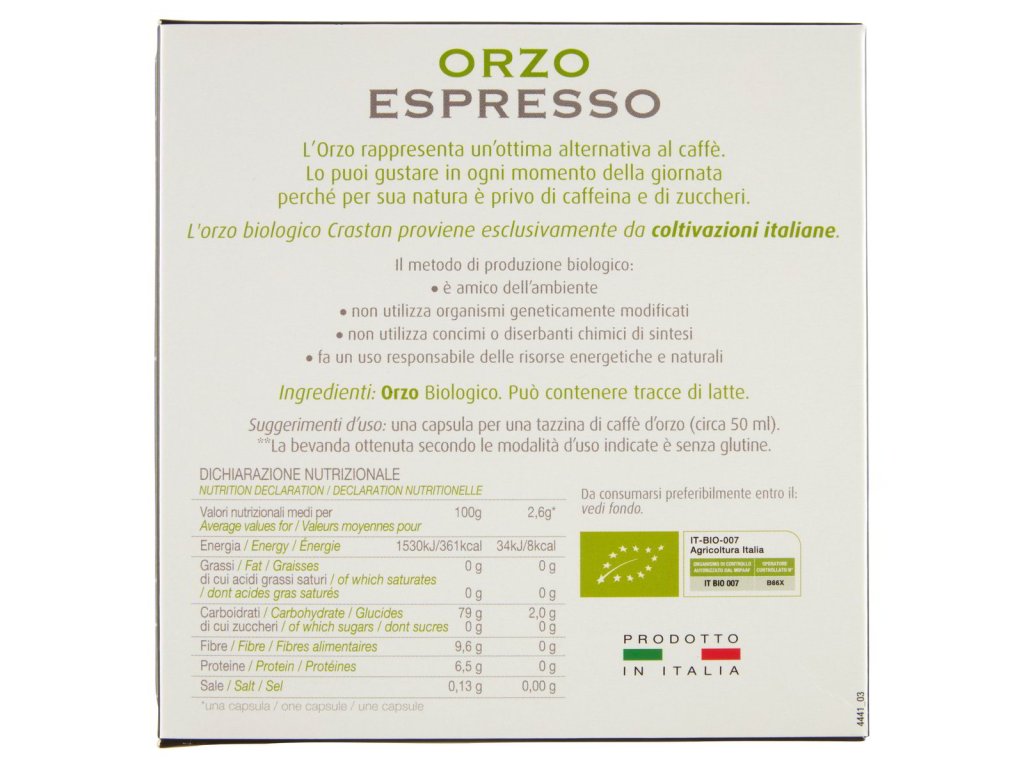 ORZO
ESPRESSO
L'Orzo rappresenta un'ottima alternativa al caffè.
Lo puoi gustare in ogni momento della giornata
perché per sua natura è privo di caffeina e di zuccheri.
L'orzo biologico Crastan proviene esclusivamente da coltivazioni italiane.
Il metodo di produzione biologico:
• è amico dell'ambiente
• non utilizza organismi geneticamente modificati
• non utilizza concimi o diserbanti chimici di sintesi
• fa un uso responsabile delle risorse energetiche e naturali
Ingredienti: Orzo Biologico. Può contenere tracce di latte.
Suggerimenti d'uso: una capsula per una tazzina di caffè d'orzo (circa 50 ml).
**La bevanda ottenuta secondo le modalità d'uso indicate è senza glutine.
DICHIARAZIONE NUTRIZIONALE
NUTRITION DECLARATION / DECLARATION NUTRITIONELLE
Valori nutrizionali medi per 100g 2,6g*
Average values for / Valeurs moyennes pour
Energia / Energy / Énergie 1530kJ/361kcal 34kJ/8kcal
Grassi / Fat / Graisses 0 g 0 g
di cui acidi grassi saturi / of which saturates
/ dont acides gras saturés 0 g 0 g
Carboidrati / Carbohydrate / Glucides 79 g 2,0 g
di cui zuccheri / of which sugars / dont sucres 0 g 0 g
Fibre / Fibre / Fibres alimentaires 9,6 g 0 g
Proteine / Protein / Protéines 6,5 g 0 g
Sale / Salt / Sel 0,13 g 0,00 g
*una capsula / one capsule / une capsule
Da consumarsi preferibilmente entro il:
vedi fondo.
IT-BIO-007
Agricoltura Italia
ORGANISMO DI CONTROLLO AUTORIZZATO DAL MIPAAF
OPERATORE CONTROLLATO N°
IT BIO 007 B66X
PRODOTTO
IN ITALIA
4441_03